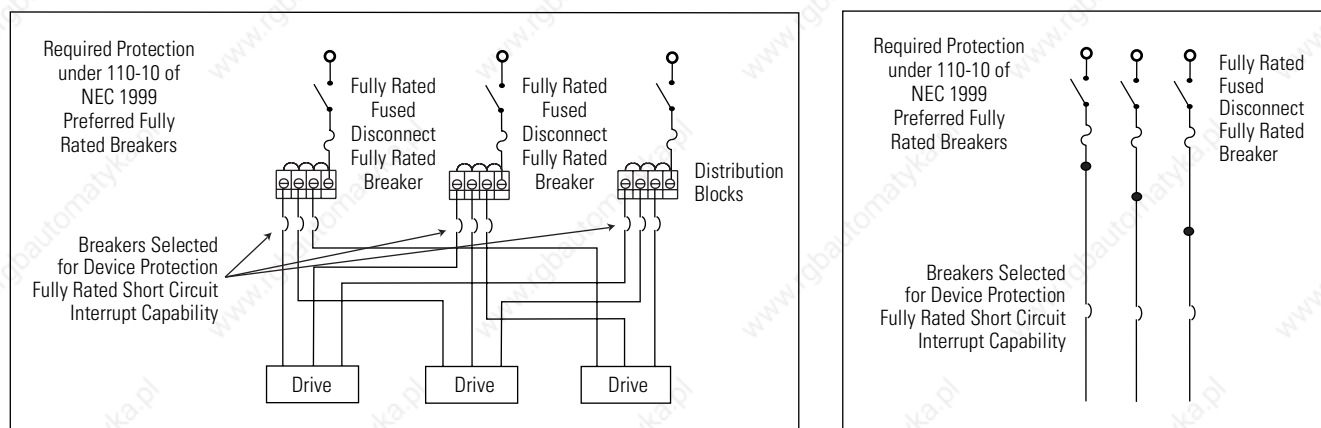 Required Protection
under 110-10 of
NEC 1999
Preferred Fully
Rated Breakers
Fully Rated
Fused
Disconnect
Fully Rated
Breaker
Fully Rated
Fused
Disconnect
Fully Rated
Breaker
Distribution
Blocks
Breakers Selected
for Device Protection
Fully Rated Short Circuit
Interrupt Capability
Drive
Drive
Drive
Required Protection
under 110-10 of
NEC 1999
Preferred Fully
Rated Breakers
Fully Rated
Fused
Disconnect
Fully Rated
Breaker
Breakers Selected
for Device Protection
Fully Rated Short Circuit
Interrupt Capability
www.rgbautomatyka.pl